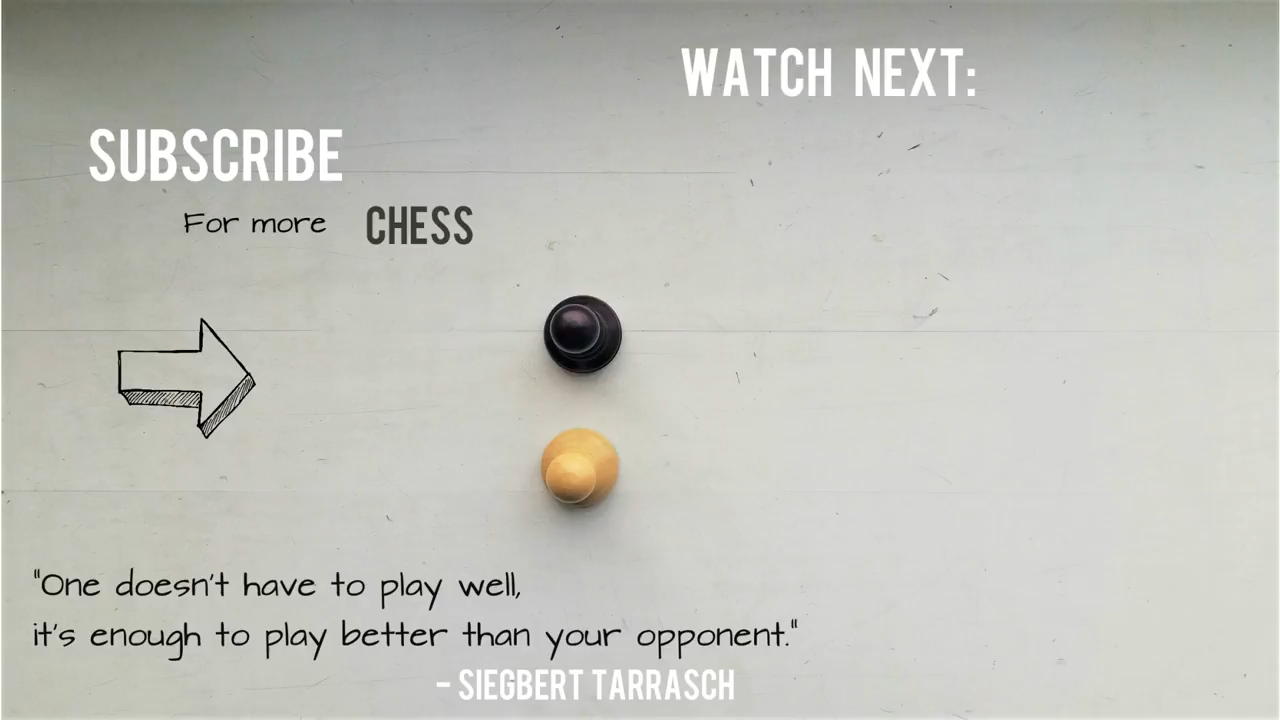 WATCH NEXT:
SUBSCRIBE
For more CHESS
"One doesn't have to play well,
it's enough to play better than your opponent."
- SIEGBERT TARRASCH